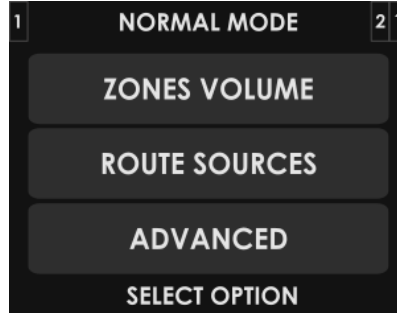 1 NORMAL MODE 2
ZONES VOLUME
ROUTE SOURCES
ADVANCED
SELECT OPTION